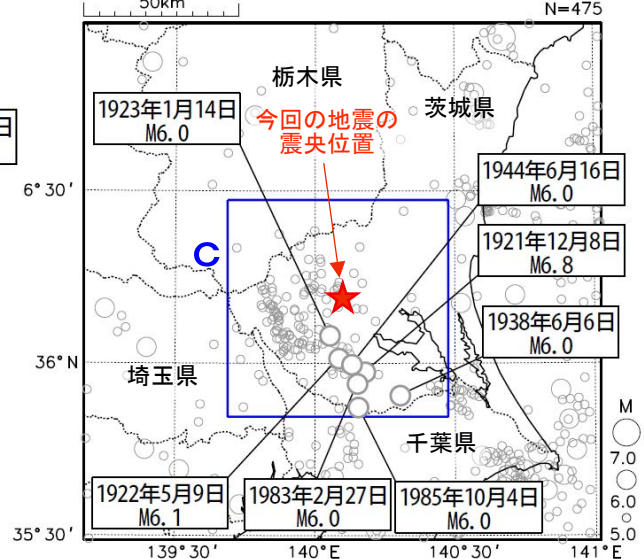 50km
N=475
日
栃木県
茨城県
1923年1月14日
M6.0
今回の地震の
震央位置
1944年6月16日
M6.0
6°30′
1921年12月8日
M6.8
C
1938年6月6日
M6.0
36°N
埼玉県
千葉県
M
7.0
6.0
5.0
1922年5月9日
M6.1
1983年2月27日
M6.0
1985年10月4日
M6.0
35°30′
139°30′
140°E
140°30′
141°E